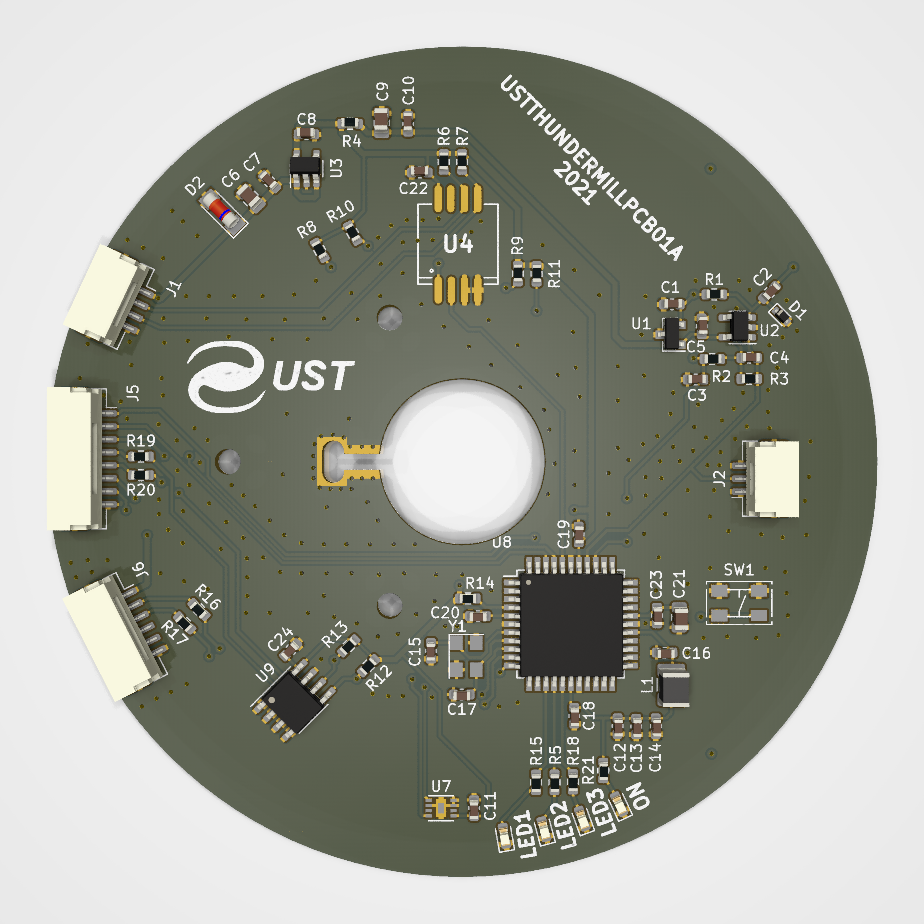 USTTHUNDERMILLPCB01A
2021
C9
C10
C8
R4
R6
R7
U3
C22
C7
C6
D2
R10
R8
U4
R9
R11
J1
C1
R1
C2
D1
U1
U2
C5
C4
R2
R3
C3
UST
J5
R19
R20
J2
C19
U8
J6
R16
R17
R14
C20
Y1
C15
C17
C23
C21
SW1
C16
L1
C24
R13
R12
U9
C18
C12
C13
C14
R15
R5
R18
R21
U7
C11
LED1
LED2
LED3
ON